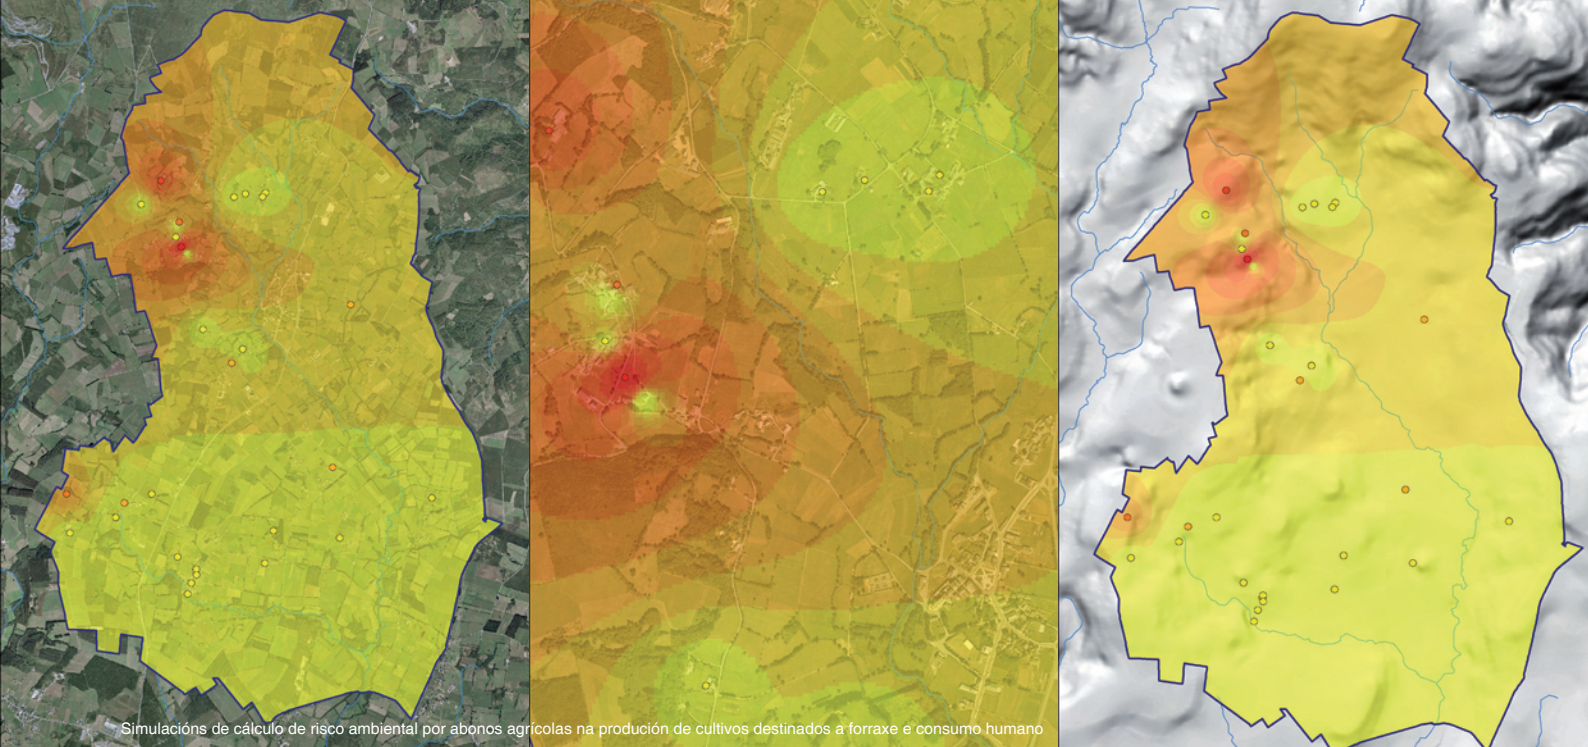 Simulacións de cálculo de risco ambiental por abonos agrícolas na produción de cultivos destinados a forraxe e consumo humano